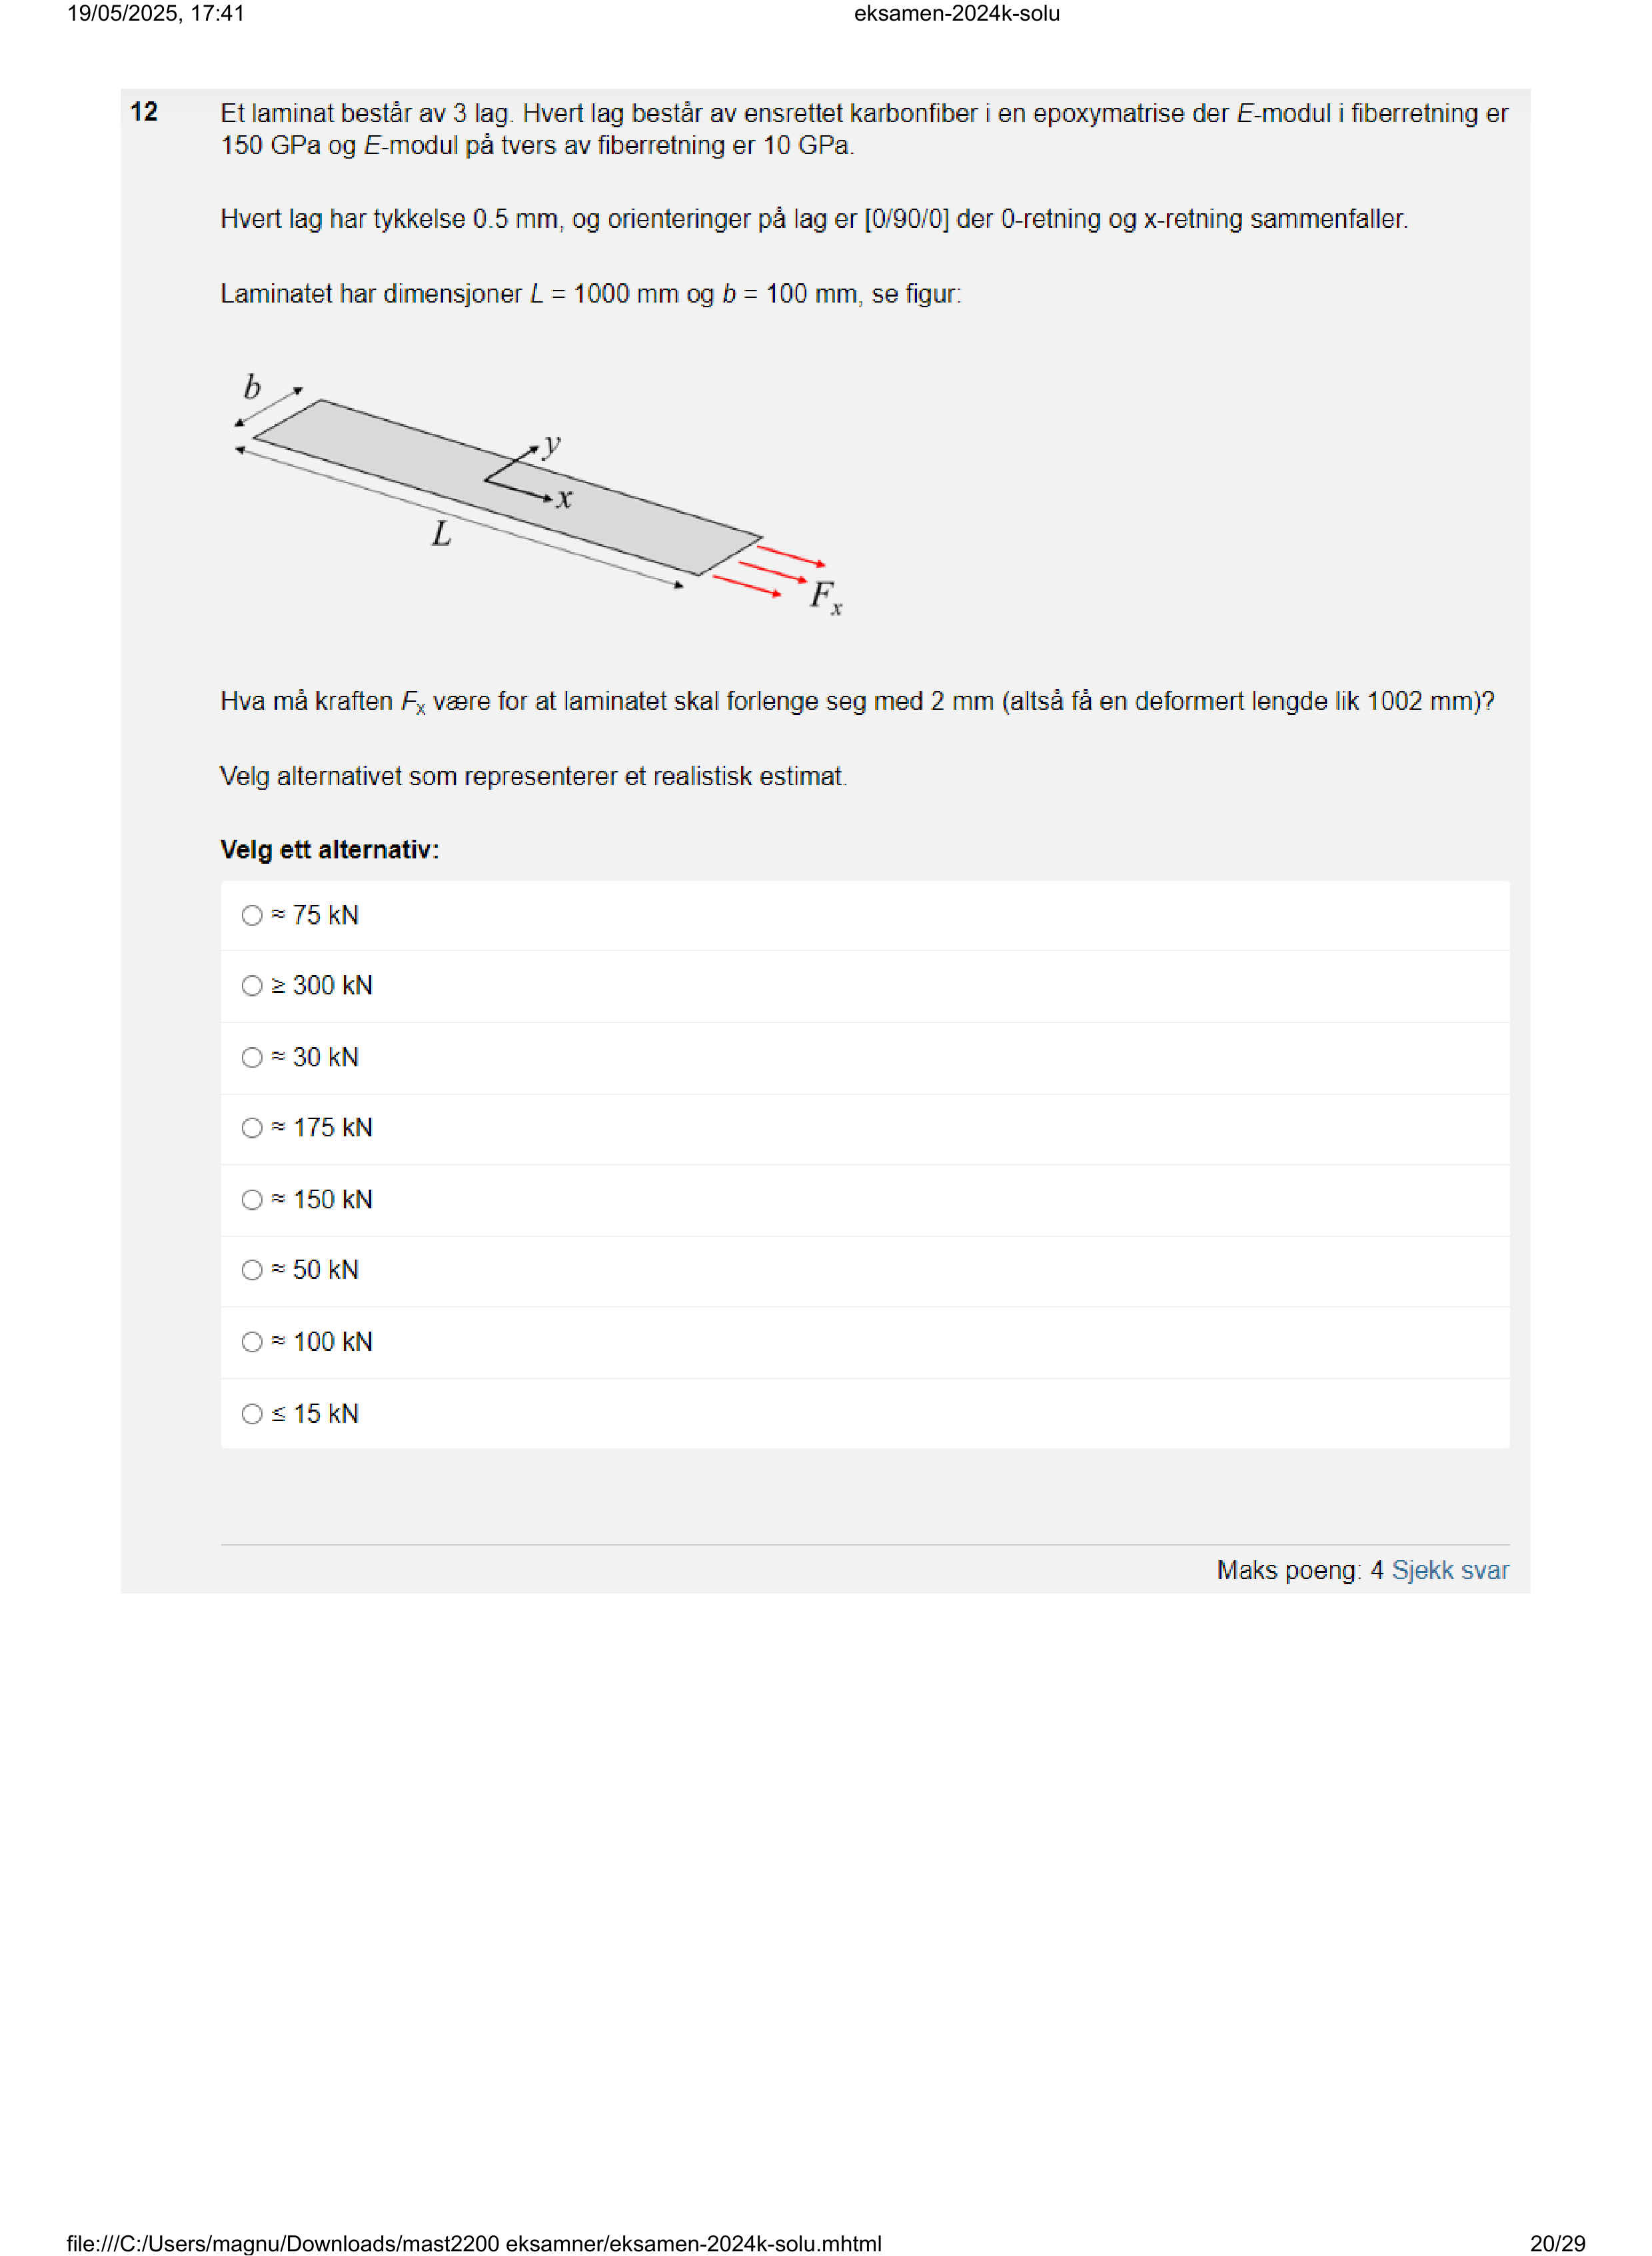 19/05/2025, 17:41 eksamen-2024k-solu
12 Et laminat består av 3 lag. Hvert lag består av ensrettet karbonfiber i en epoxymatrise der E-modul i fiberretning er
150 GPa og E-modul på tvers av fiberretning er 10 GPa.
Hvert lag har tykkelse 0.5 mm, og orienteringer på lag er [0/90/0] der 0-retning og x-retning sammenfaller.
Laminatet har dimensjoner L = 1000 mm og b = 100 mm, se figur:
b
y
x
L
Fx
Hva må kraften Fx være for at laminatet skal forlenge seg med 2 mm (altså få en deformert lengde lik 1002 mm)?
Velg alternativet som representerer et realistisk estimat.
Velg ett alternativ:
≈ 75 kN
≥ 300 kN
≈ 30 kN
≈ 175 kN
≈ 150 kN
≈ 50 kN
≈ 100 kN
≤ 15 kN
Maks poeng: 4 Sjekk svar
file:///C:/Users/magnu/Downloads/mast2200 eksamner/eksamen-2024k-solu.mhtml 20/29